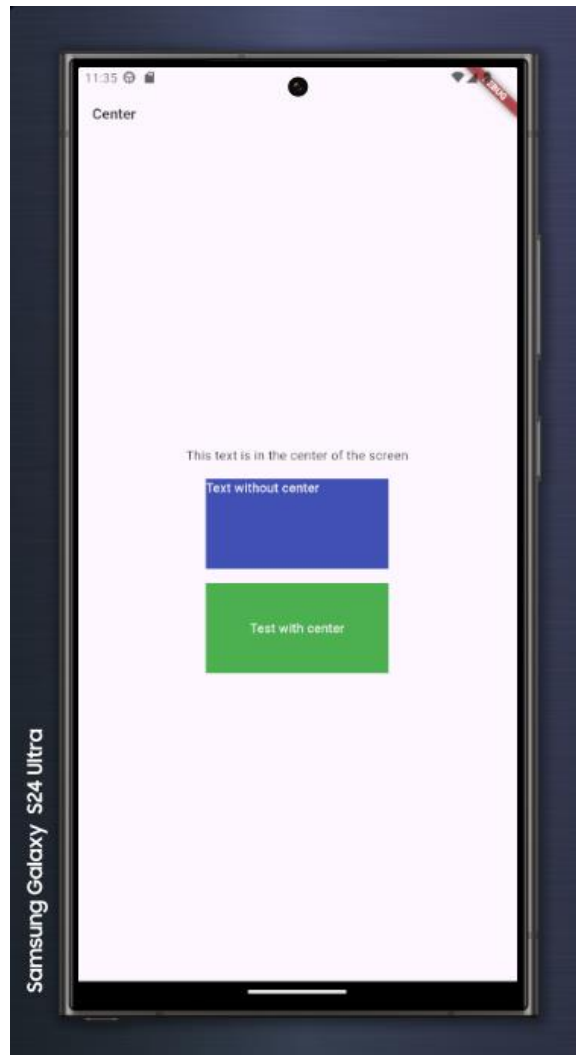 11:35
DEBUG
Center
This text is in the center of the screen
Text without center
Test with center
Samsung Galaxy S24 Ultra